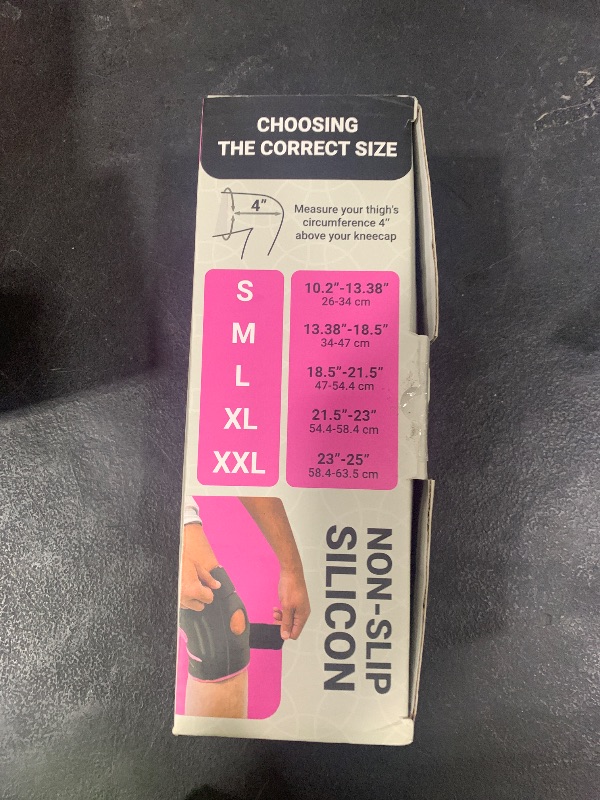 CHOOSING
THE CORRECT SIZE
4"
Measure your thigh's
circumference 4"
above your kneecap
S
10.2"-13.38"
26-34 cm
M
13.38"-18.5"
34-47 cm
L
18.5"-21.5"
47-54.4 cm
XL
21.5"-23"
54.4-58.4 cm
XXL
23"-25"
58.4-63.5 cm
NON-SLIP
SILICON